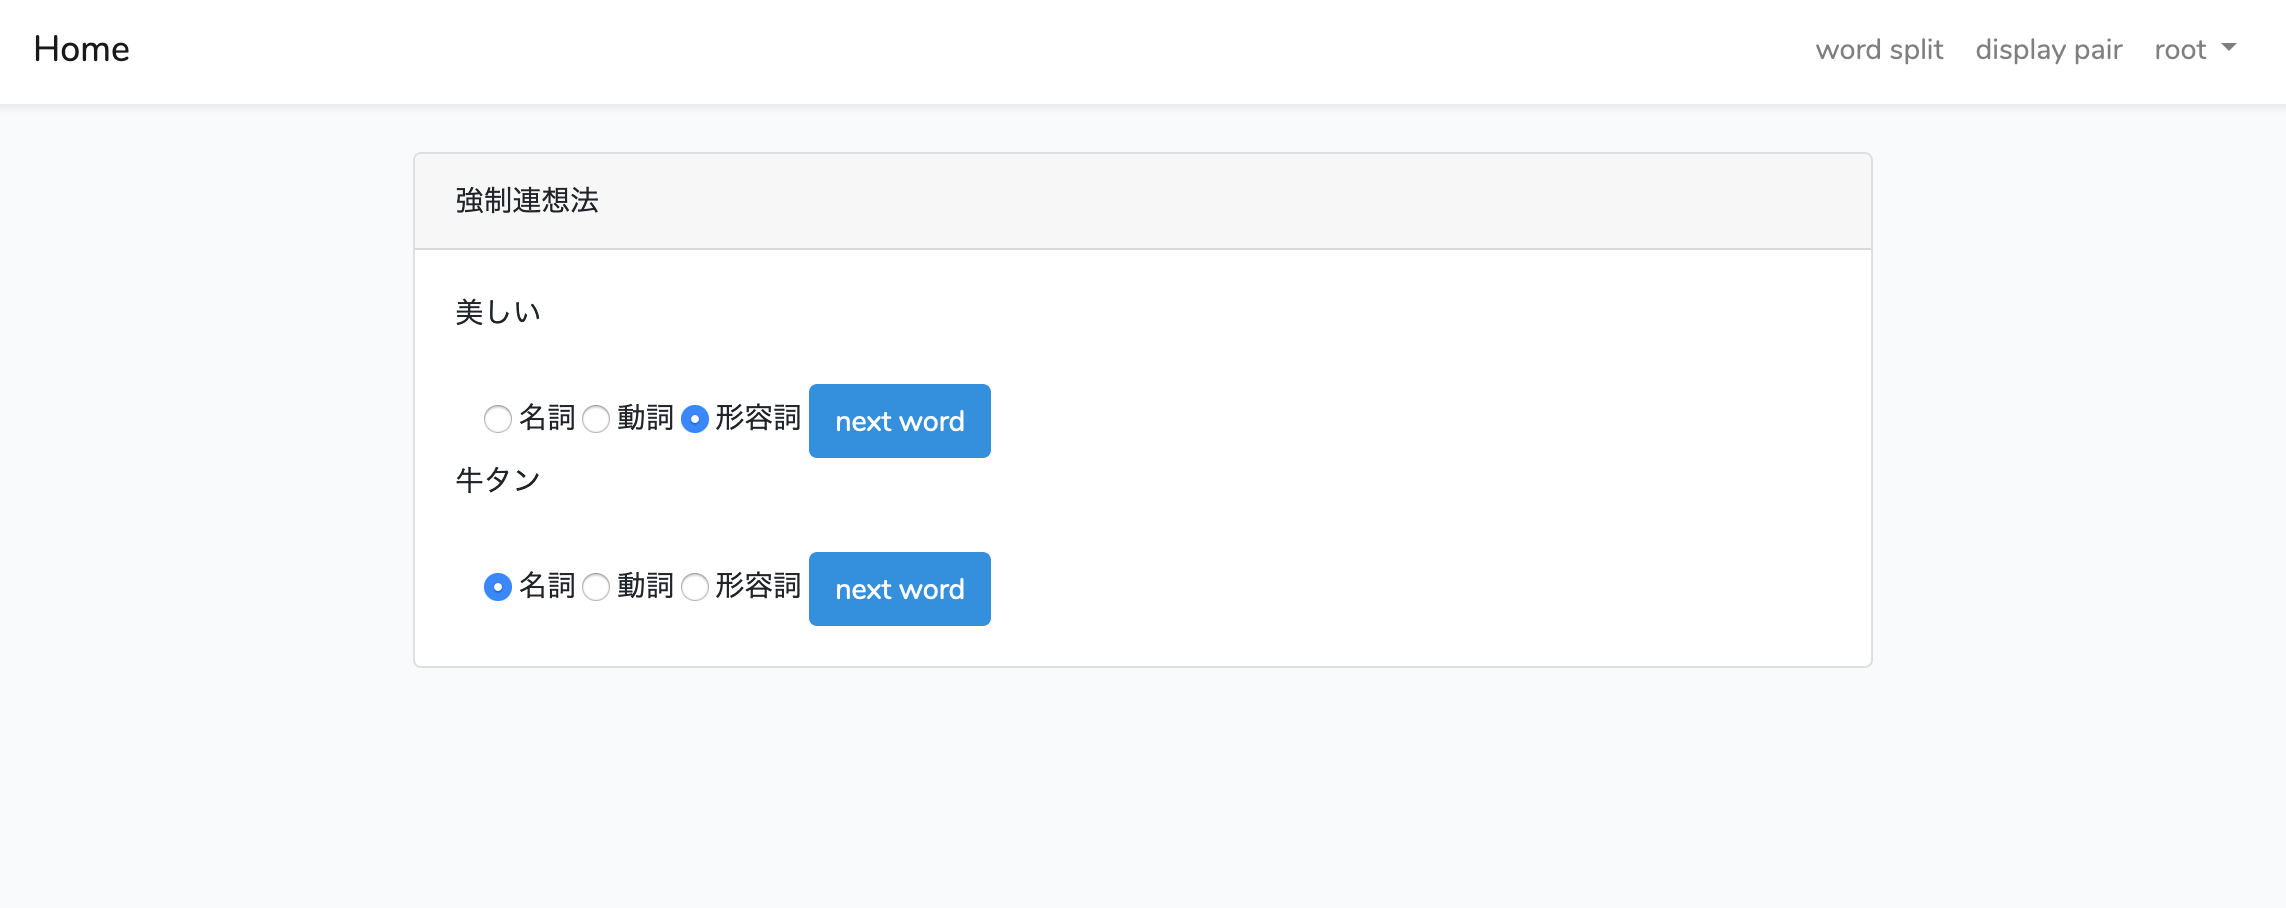 Home word split display pair root
強制連想法
美しい
名詞 動詞 形容詞 next word
牛タン
名詞 動詞 形容詞 next word